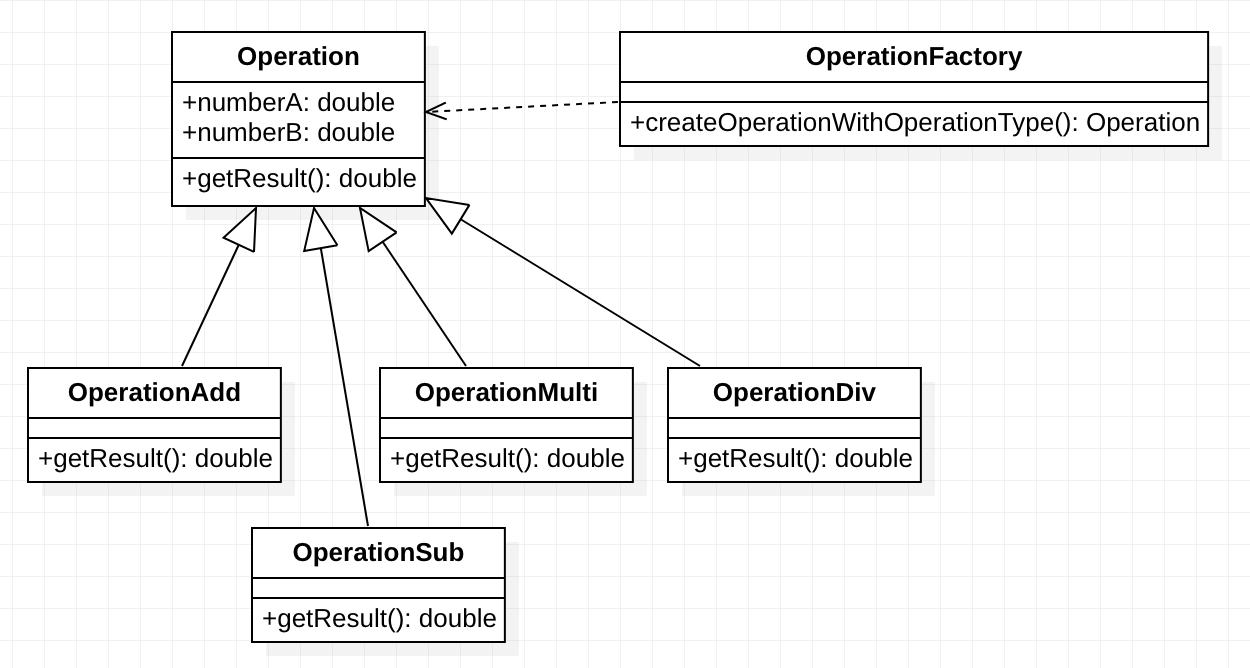 Operation
+numberA: double
+numberB: double
+getResult(): double
OperationFactory
+createOperationWithOperationType(): Operation
OperationAdd
+getResult(): double
OperationMulti
+getResult(): double
OperationDiv
+getResult(): double
OperationSub
+getResult(): double